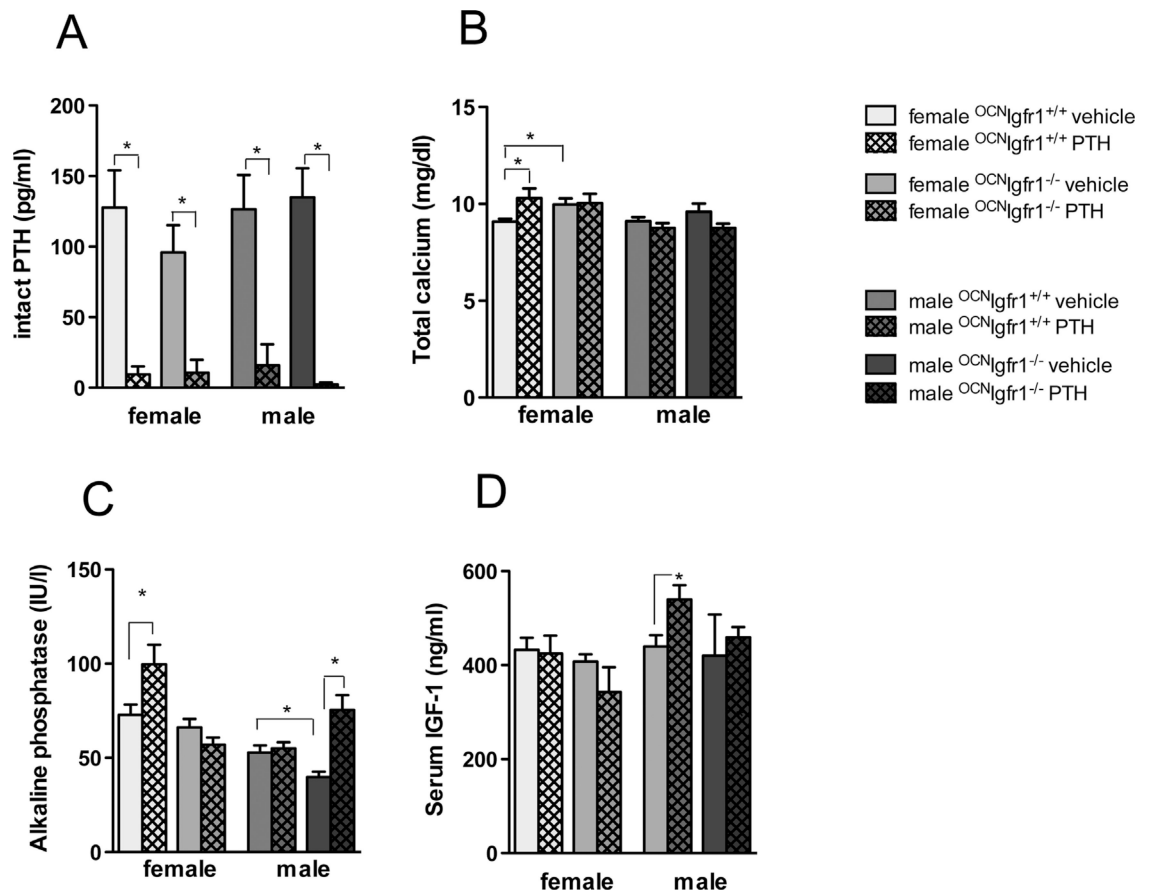 A
intact PTH (pg/ml)
200
150
100
50
0
*
*
*
*
female
male
B
Total calcium (mg/dl)
15
10
5
0
*
*
female
male
female OCNIgfr1+/+ vehicle
female OCNIgfr1+/+ PTH
female OCNIgfr1-/- vehicle
female OCNIgfr1-/- PTH
male OCNIgfr1+/+ vehicle
male OCNIgfr1+/+ PTH
male OCNIgfr1-/- vehicle
male OCNIgfr1-/- PTH
C
Alkaline phosphatase (IU/l)
150
100
50
0
*
*
*
female
male
D
Serum IGF-1 (ng/ml)
600
400
200
0
*
female
male